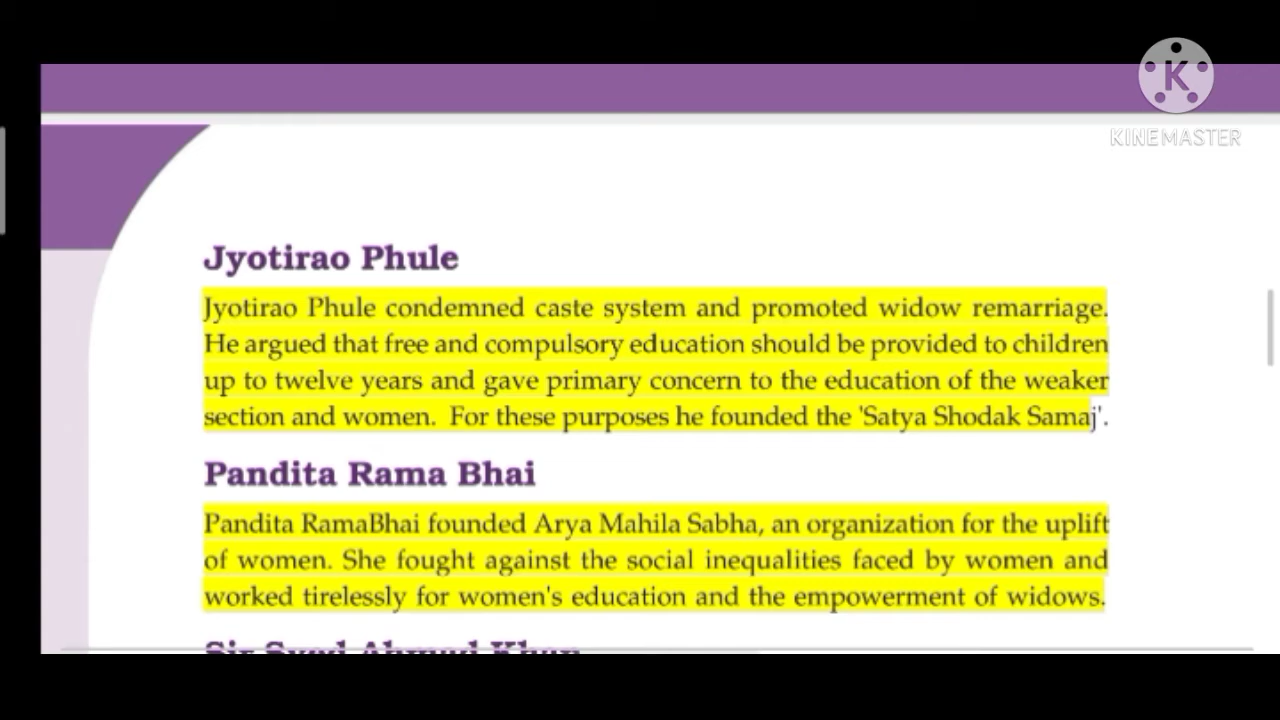 K
KINEMASTER
Jyotirao Phule
Jyotirao Phule condemned caste system and promoted widow remarriage.
He argued that free and compulsory education should be provided to children
up to twelve years and gave primary concern to the education of the weaker
section and women. For these purposes he founded the 'Satya Shodak Samaj'.
Pandita Rama Bhai
Pandita RamaBhai founded Arya Mahila Sabha, an organization for the uplift
of women. She fought against the social inequalities faced by women and
worked tirelessly for women's education and the empowerment of widows.
Sir Syed Ahmad Khan